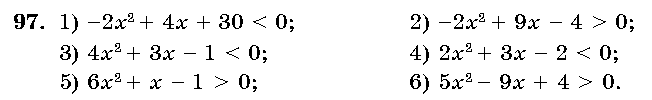 97. 1) −2x² + 4x + 30 < 0; 2) −2x² + 9x − 4 > 0;
3) 4x² + 3x − 1 < 0; 4) 2x² + 3x − 2 < 0;
5) 6x² + x − 1 > 0; 6) 5x² − 9x + 4 > 0.